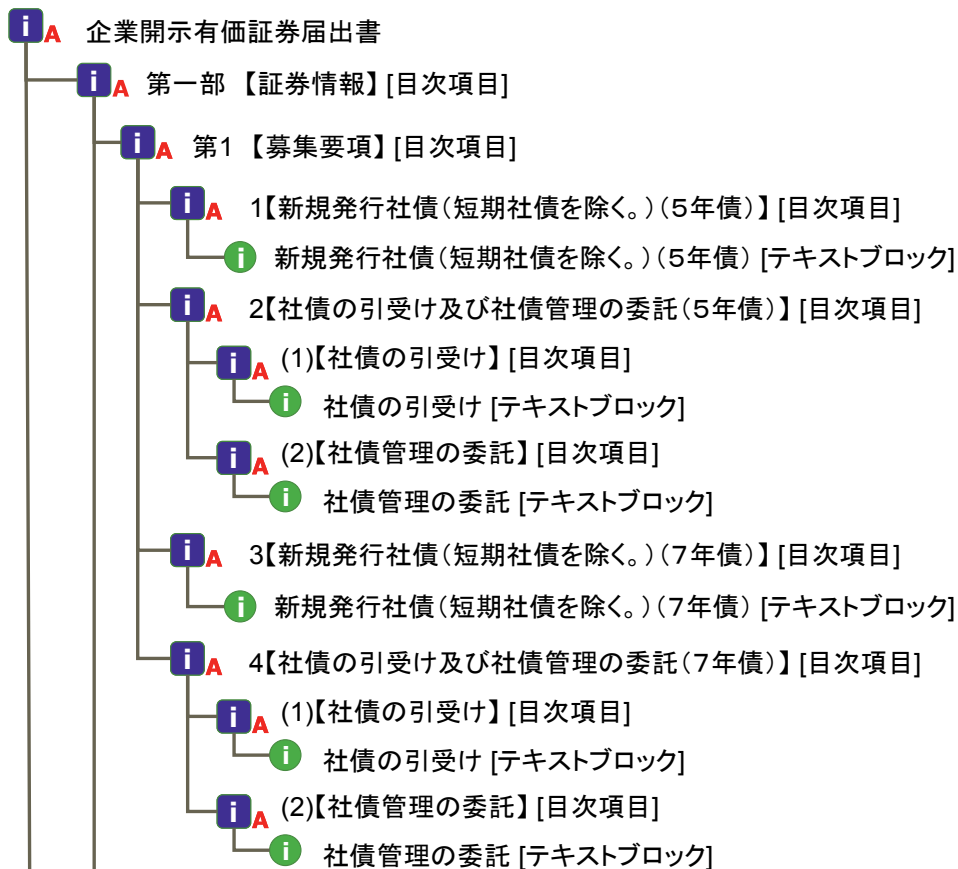 i A 企業開示有価証券届出書
i A 第一部 【証券情報】 [目次項目]
i A 第1 【募集要項】 [目次項目]
i A 1【新規発行社債（短期社債を除く。）（５年債）】 [目次項目]
i 新規発行社債（短期社債を除く。）（５年債） [テキストブロック]
i A 2【社債の引受け及び社債管理の委託（５年債）】 [目次項目]
i A (1)【社債の引受け】 [目次項目]
i 社債の引受け [テキストブロック]
i A (2)【社債管理の委託】 [目次項目]
i 社債管理の委託 [テキストブロック]
i A 3【新規発行社債（短期社債を除く。）（７年債）】 [目次項目]
i 新規発行社債（短期社債を除く。）（７年債） [テキストブロック]
i A 4【社債の引受け及び社債管理の委託（７年債）】 [目次項目]
i A (1)【社債の引受け】 [目次項目]
i 社債の引受け [テキストブロック]
i A (2)【社債管理の委託】 [目次項目]
i 社債管理の委託 [テキストブロック]